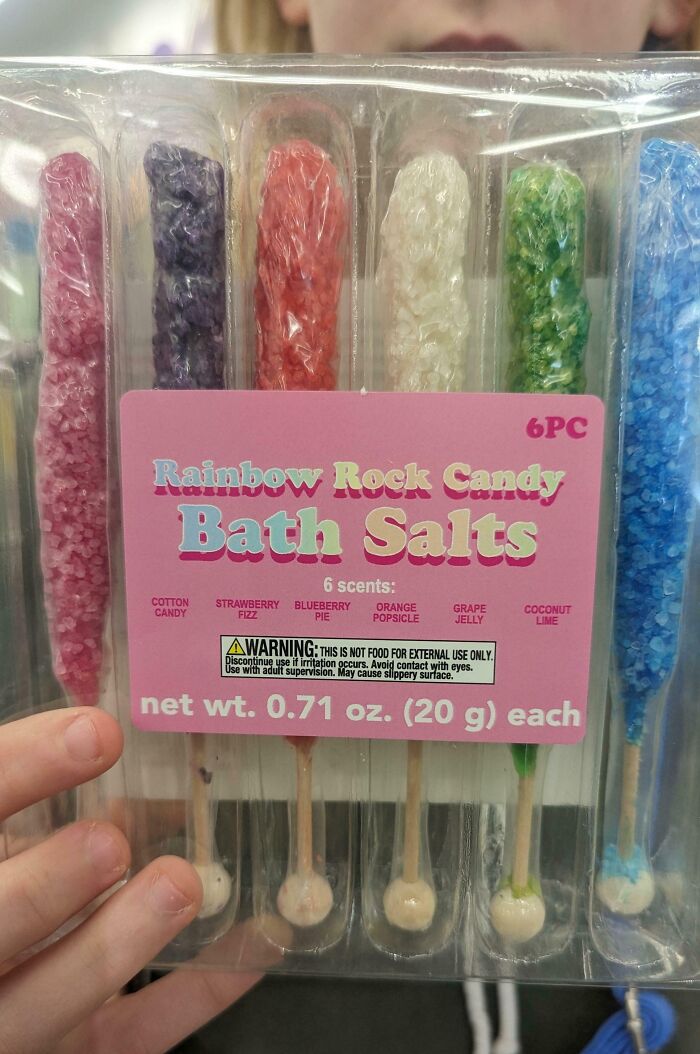 6PC
Rainbow Rock Candy
Bath Salts
6 scents:
COTTON CANDY
STRAWBERRY FIZZ
BLUEBERRY PIE
ORANGE POPSICLE
GRAPE JELLY
COCONUT LIME
WARNING: THIS IS NOT FOOD FOR EXTERNAL USE ONLY.
Discontinue use if irritation occurs. Avoid contact with eyes.
Use with adult supervision. May cause slippery surface.
net wt. 0.71 oz. (20 g) each